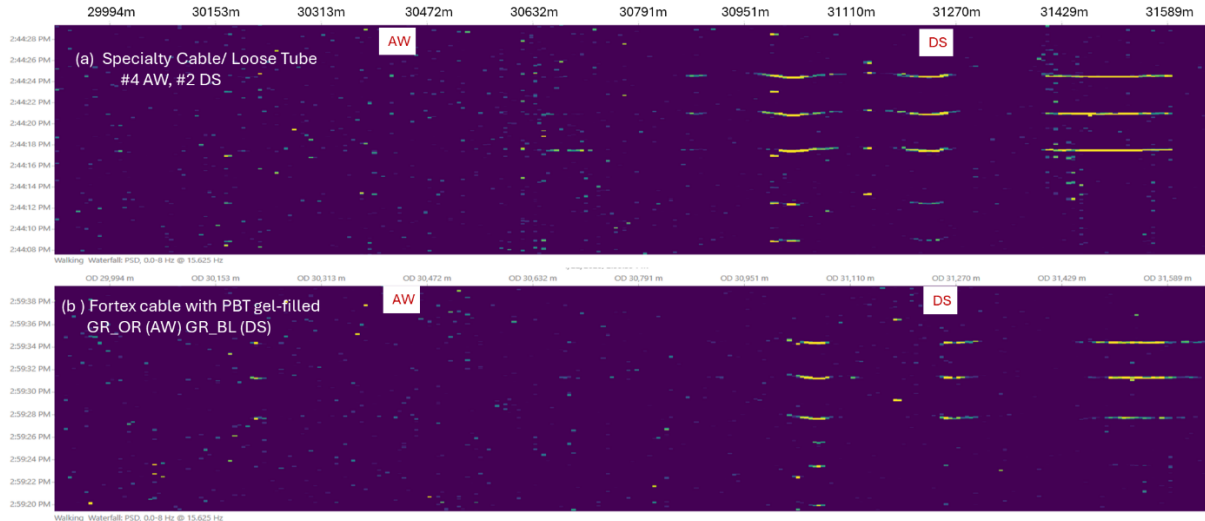 29994m 30153m 30313m 30472m 30632m 30791m 30951m 31110m 31270m 31429m 31589m
2:44:28 PM
AW
DS
(a) Specialty Cable/ Loose Tube
#4 AW, #2 DS
2:44:26 PM
2:44:24 PM
2:44:22 PM
2:44:20 PM
2:44:18 PM
2:44:16 PM
2:44:14 PM
2:44:12 PM
2:44:10 PM
2:44:08 PM
Walking Waterfall: PSD, 0.0-8 Hz @ 15.625 Hz
OD 29,994 m OD 30,153 m OD 30,313 m OD 30,472 m OD 30,632 m OD 30,791 m OD 30,951 m OD 31,110 m OD 31,270 m OD 31,429 m OD 31,589 m
2:59:38 PM
AW
DS
(b ) Fortex cable with PBT gel-filled
GR_OR (AW) GR_BL (DS)
2:59:36 PM
2:59:34 PM
2:59:32 PM
2:59:30 PM
2:59:28 PM
2:59:26 PM
2:59:24 PM
2:59:22 PM
2:59:20 PM
Walking Waterfall: PSD, 0.0-8 Hz @ 15.625 Hz